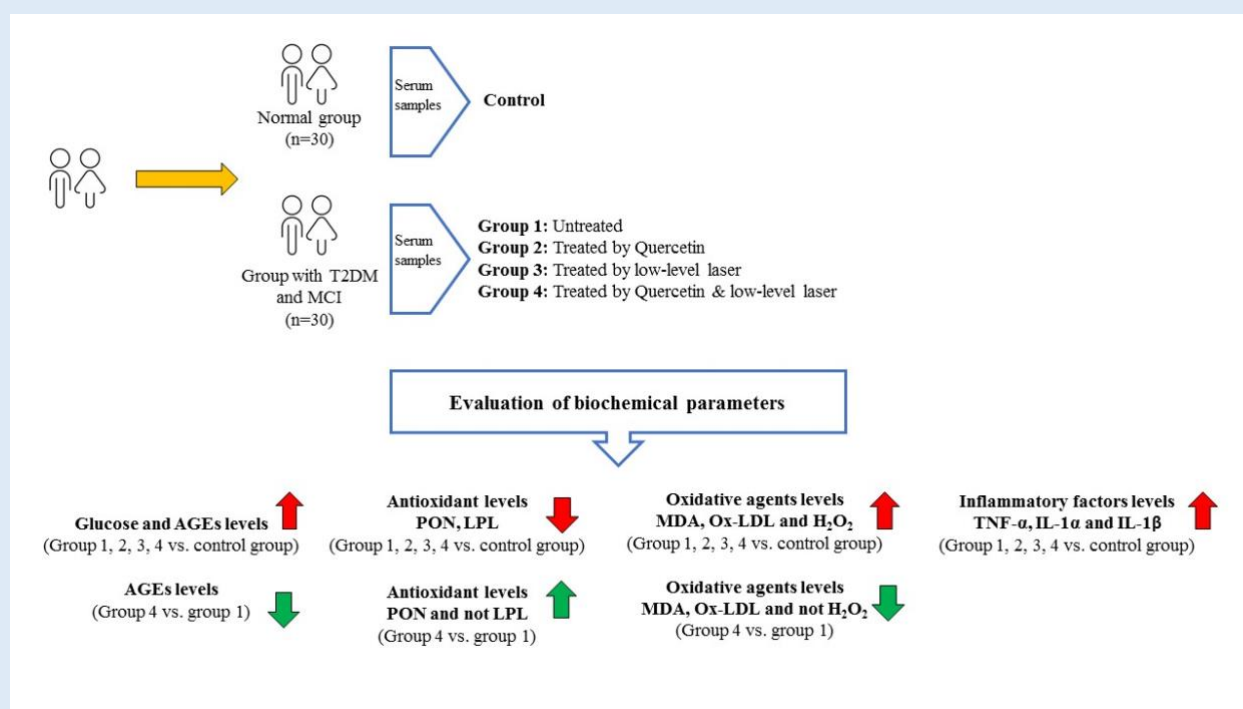 Normal group
(n=30)
Serum
samples
Control
Group with T2DM
and MCI
(n=30)
Serum
samples
Group 1: Untreated
Group 2: Treated by Quercetin
Group 3: Treated by low-level laser
Group 4: Treated by Quercetin & low-level laser
Evaluation of biochemical parameters
Glucose and AGEs levels
(Group 1, 2, 3, 4 vs. control group)
Antioxidant levels
PON, LPL
(Group 1, 2, 3, 4 vs. control group)
Oxidative agents levels
MDA, Ox-LDL and H₂O₂
(Group 1, 2, 3, 4 vs. control group)
Inflammatory factors levels
TNF-α, IL-1α and IL-1β
(Group 1, 2, 3, 4 vs. control group)
AGEs levels
(Group 4 vs. group 1)
Antioxidant levels
PON and not LPL
(Group 4 vs. group 1)
Oxidative agents levels
MDA, Ox-LDL and not H₂O₂
(Group 4 vs. group 1)